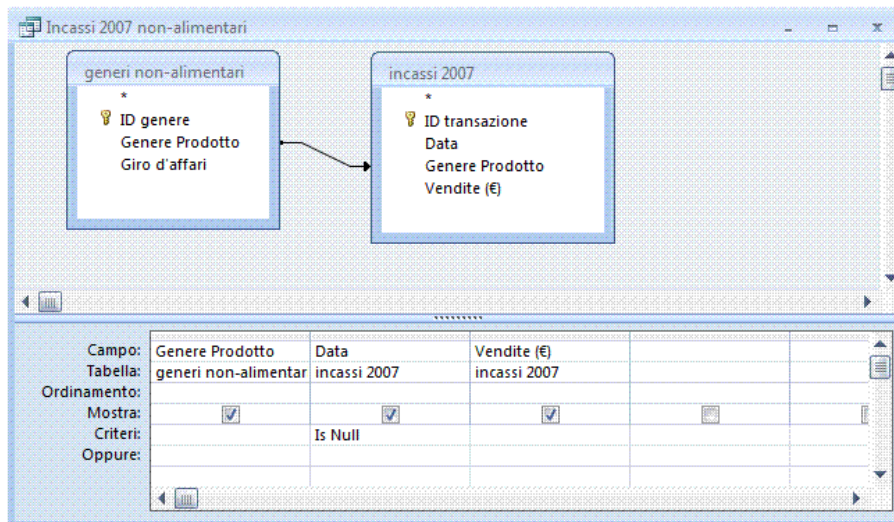 Incassi 2007 non-alimentari
generi non-alimentari
*
ID genere
Genere Prodotto
Giro d'affari
incassi 2007
*
ID transazione
Data
Genere Prodotto
Vendite (€)
Campo: Genere Prodotto Data Vendite (€)
Tabella: generi non-alimentar incassi 2007 incassi 2007
Ordinamento:
Mostra:
Criteri: Is Null
Oppure: